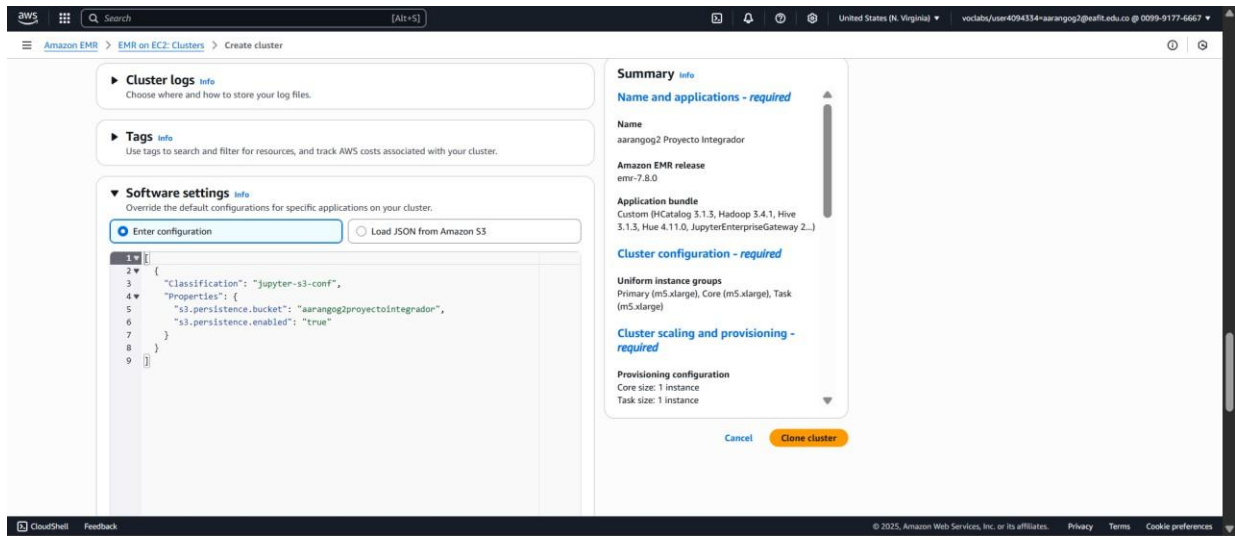 aws
Search
[Alt+S]
United States (N. Virginia) ▼
voclabs/user4094334=aarangog2@eafit.edu.co @ 0099-9177-6667 ▼
Amazon EMR > EMR on EC2: Clusters > Create cluster
Cluster logs Info
Choose where and how to store your log files.
Tags Info
Use tags to search and filter for resources, and track AWS costs associated with your cluster.
Software settings Info
Override the default configurations for specific applications on your cluster.
Enter configuration
Load JSON from Amazon S3
1 [
2 {
3 "Classification": "jupyter-s3-conf",
4 "Properties": {
5 "s3.persistence.bucket": "aarangog2proyectointegrador",
6 "s3.persistence.enabled": "true"
7 }
8 }
9 ]
Summary Info
Name and applications - required
Name
aarangog2 Proyecto Integrador
Amazon EMR release
emr-7.8.0
Application bundle
Custom (HCatalog 3.1.3, Hadoop 3.4.1, Hive
3.1.3, Hue 4.11.0, JupyterEnterpriseGateway 2...)
Cluster configuration - required
Uniform instance groups
Primary (m5.xlarge), Core (m5.xlarge), Task
(m5.xlarge)
Cluster scaling and provisioning -
required
Provisioning configuration
Core size: 1 instance
Task size: 1 instance
Cancel
Clone cluster
CloudShell
Feedback
© 2025, Amazon Web Services, Inc. or its affiliates.
Privacy
Terms
Cookie preferences